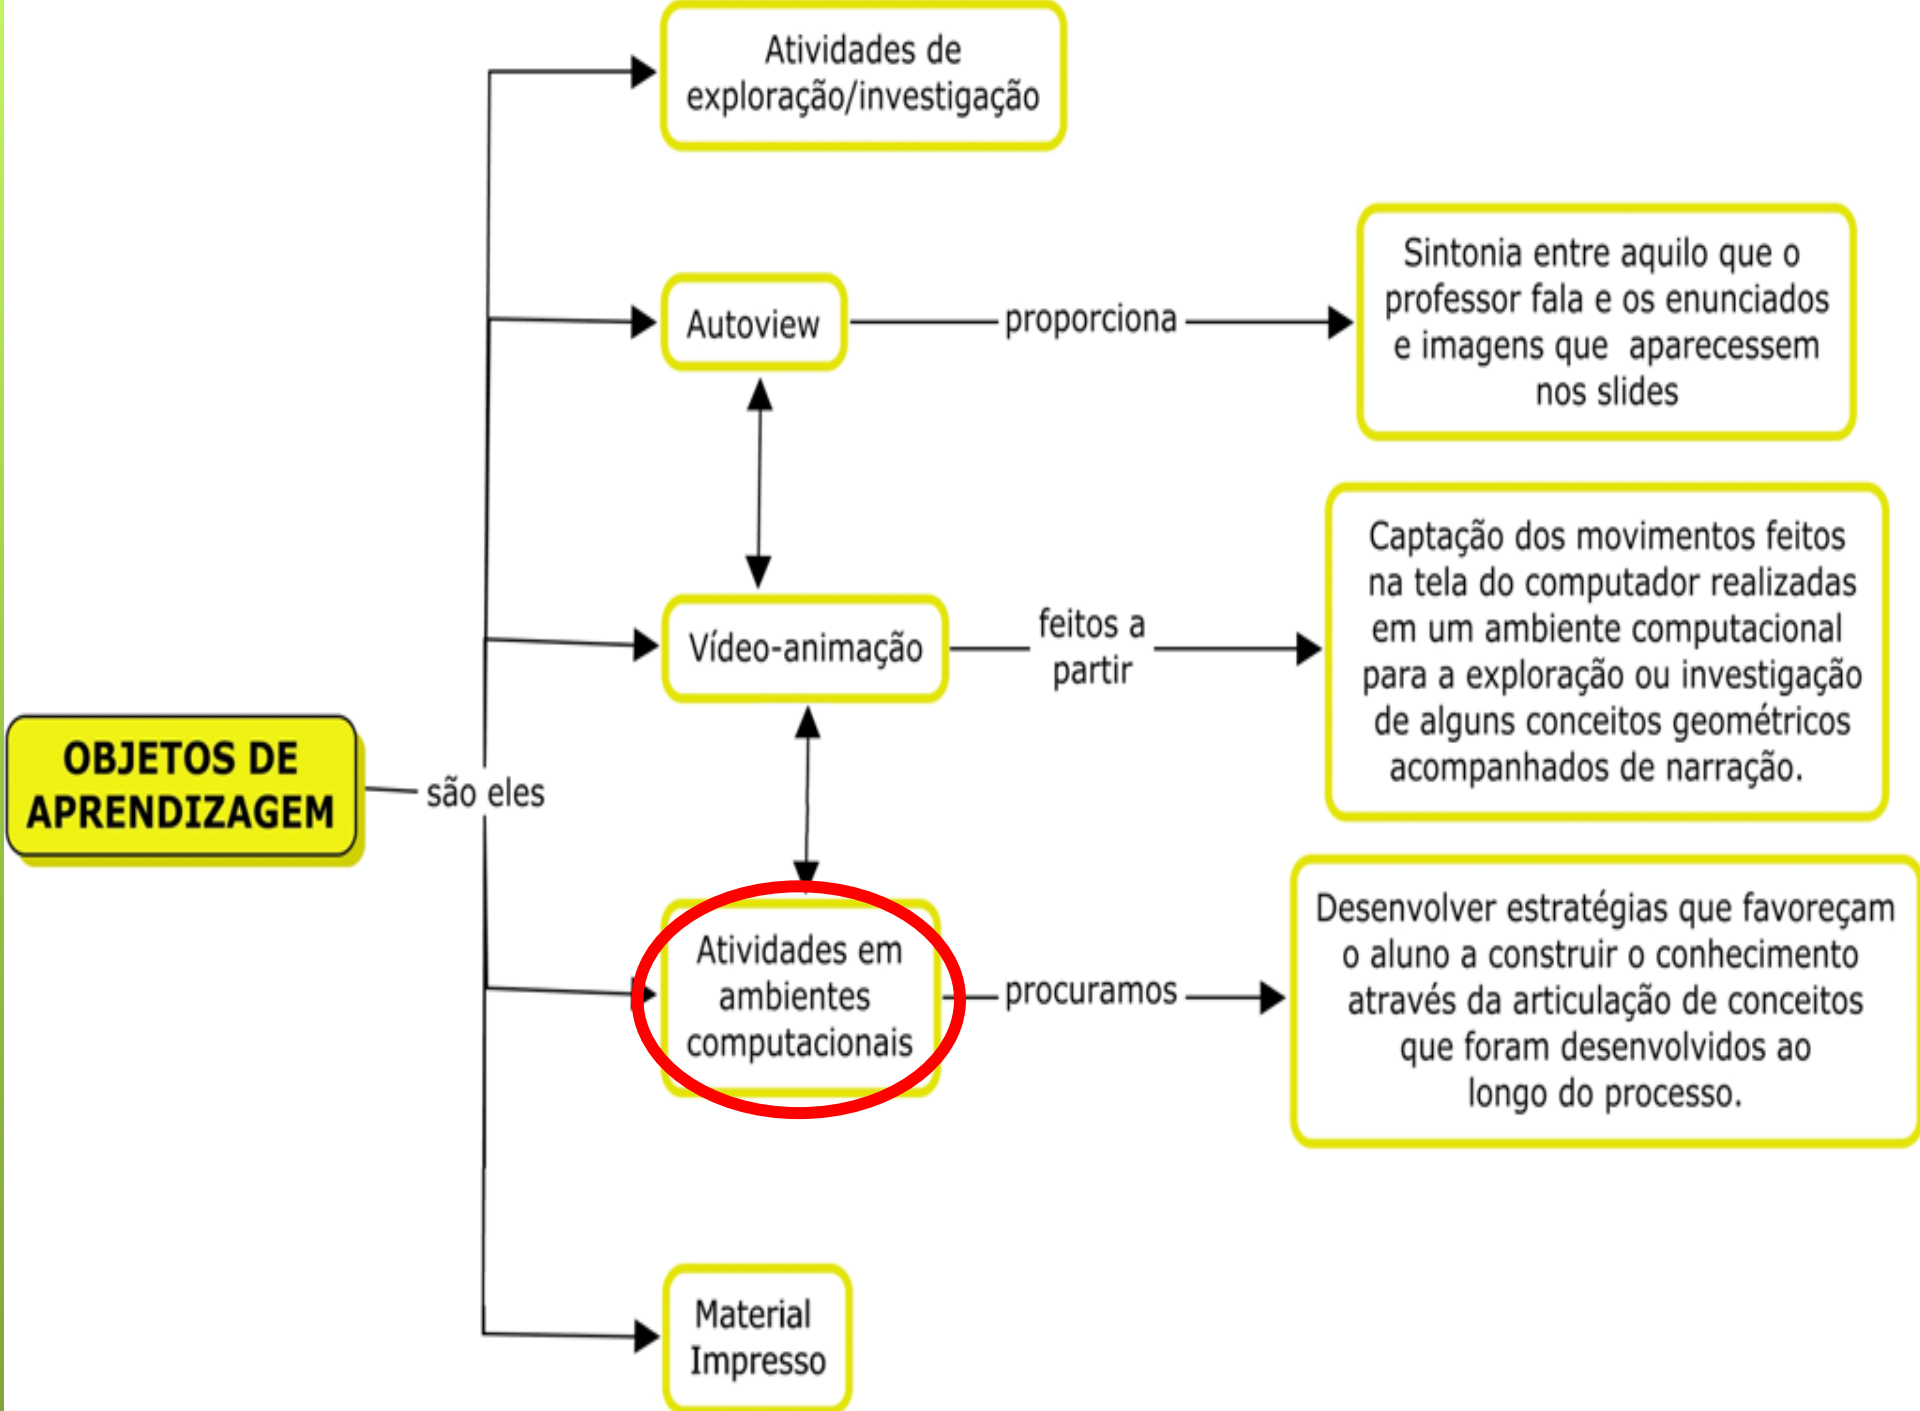 Atividades de
exploração/investigação
Autoview
proporciona
Sintonia entre aquilo que o
professor fala e os enunciados
e imagens que aparecessem
nos slides
Vídeo-animação
feitos a
partir
Captação dos movimentos feitos
na tela do computador realizadas
em um ambiente computacional
para a exploração ou investigação
de alguns conceitos geométricos
acompanhados de narração.
OBJETOS DE
APRENDIZAGEM
são eles
Atividades em
ambientes
computacionais
procuramos
Desenvolver estratégias que favoreçam
o aluno a construir o conhecimento
através da articulação de conceitos
que foram desenvolvidos ao
longo do processo.
Material
Impresso